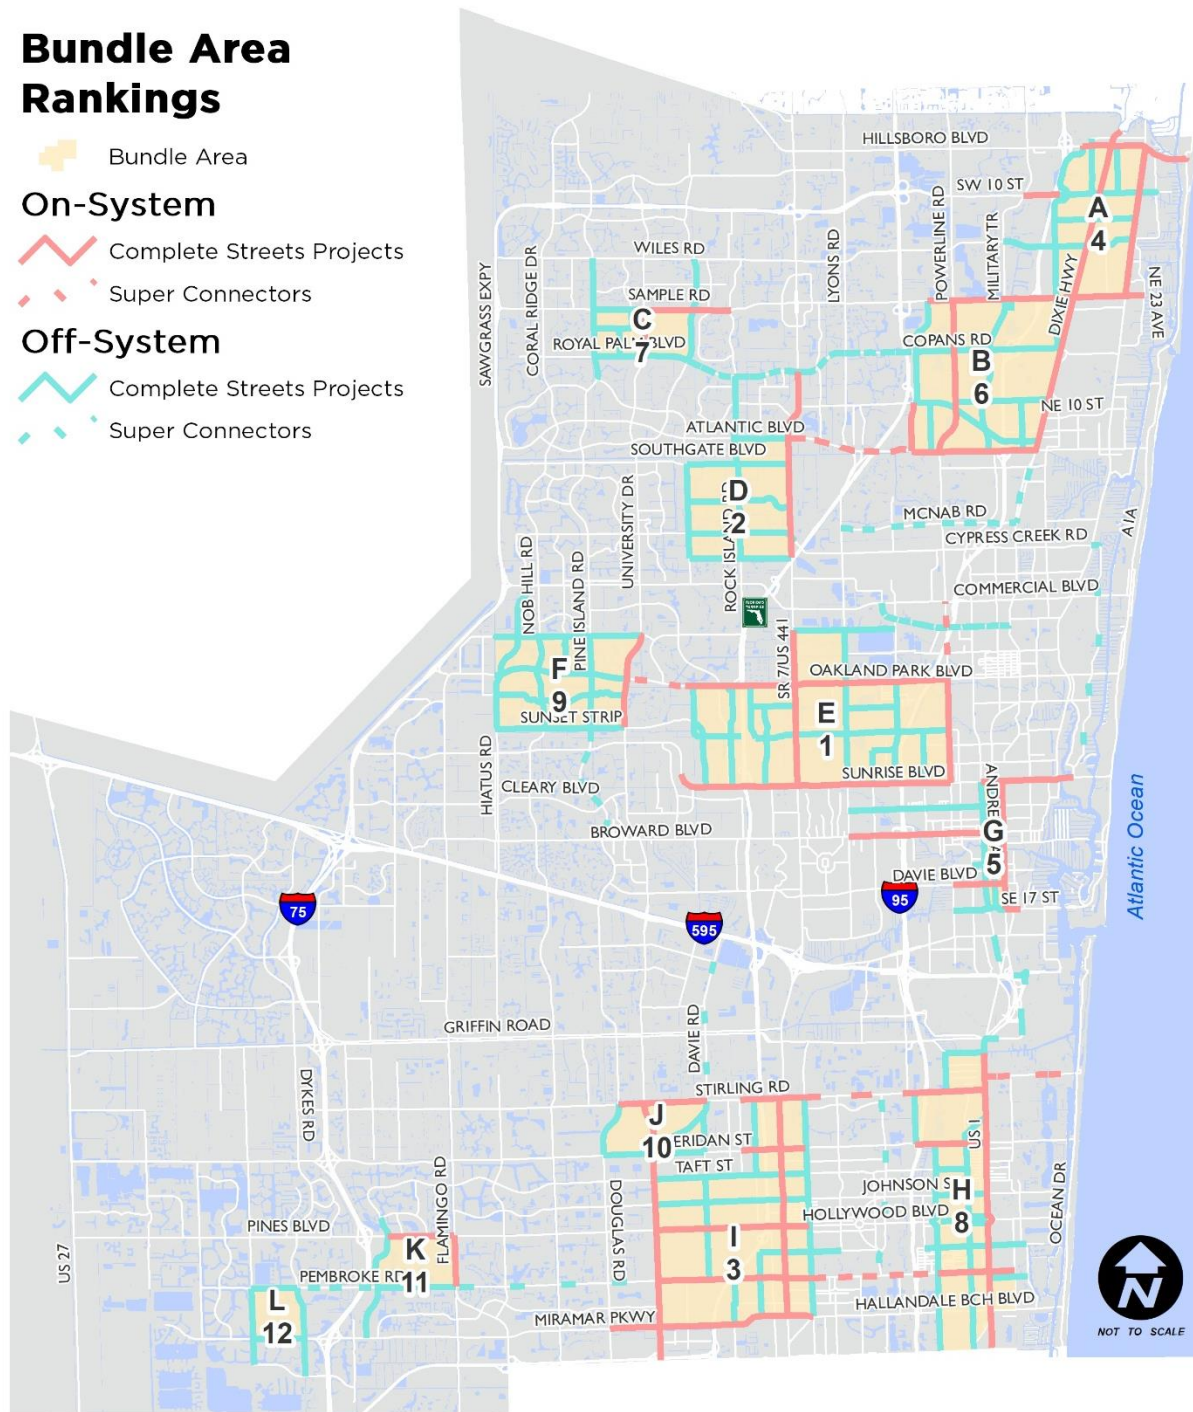 Bundle Area
Rankings
Bundle Area
On-System
Complete Streets Projects
Super Connectors
Off-System
Complete Streets Projects
Super Connectors
HILLSBORO BLVD
SW 10 ST
A
4
WILES RD
SAMPLE RD
SAWGRASS EXPY
CORAL RIDGE DR
LYONS RD
POWERLINE RD
MILITARY TR
DIXIE HWY
NE 23 AVE
C
7
ROYAL PALM BLVD
COPANS RD
B
6
NE 10 ST
ATLANTIC BLVD
SOUTHGATE BLVD
D
2
ROCK ISLAND
UNIVERSITY DR
MCNAB RD
CYPRESS CREEK RD
A1A
COMMERCIAL BLVD
NOB HILL RD
PINE ISLAND RD
SR 7/US 441
OAKLAND PARK BLVD
F
9
SUNSET STRIP
E
1
HIATUS RD
CLEARY BLVD
SUNRISE BLVD
BROWARD BLVD
ANDRE
G
5
DAVIE BLVD
SE 17 ST
Atlantic Ocean
75
595
95
GRIFFIN ROAD
DAVIE RD
DYKES RD
STIRLING RD
J
10
ERIDAN ST
TAFT ST
US 1
JOHNSON S
H
8
HOLLYWOOD BLVD
OCEAN DR
FLAMINGO RD
DOUGLAS RD
PINES BLVD
K
11
I
3
US 27
PEMBROKE RD
L
12
MIRAMAR PKWY
HALLANDALE BCH BLVD
N
NOT TO SCALE